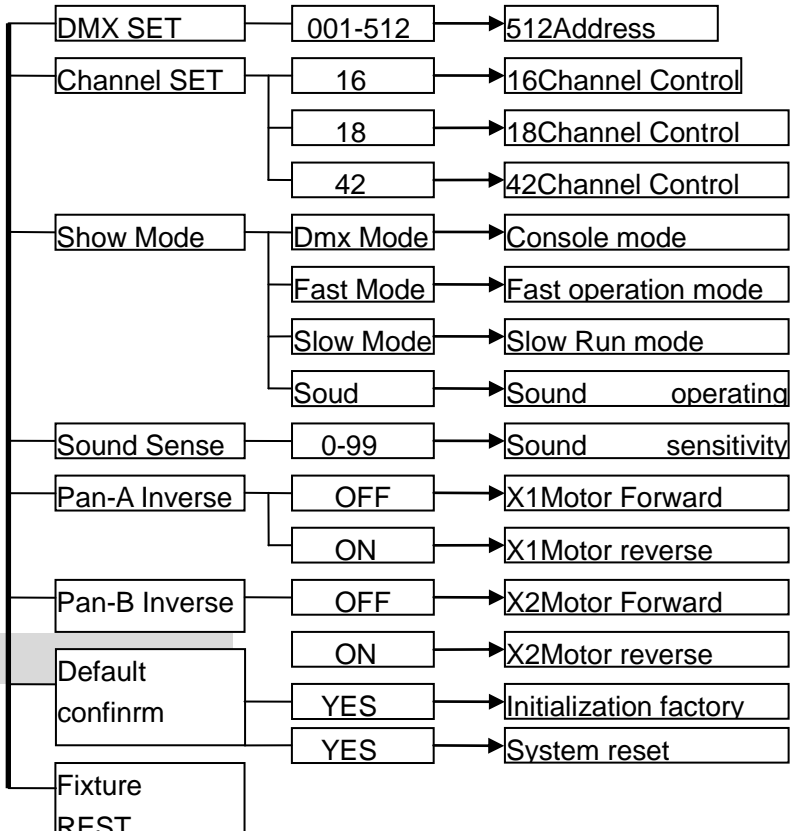 DMX SET 001-512 512Address
Channel SET 16 16Channel Control
18 18Channel Control
42 42Channel Control
Show Mode Dmx Mode Console mode
Fast Mode Fast operation mode
Slow Mode Slow Run mode
Soud Sound operating
Sound Sense 0-99 Sound sensitivity
Pan-A Inverse OFF X1Motor Forward
ON X1Motor reverse
Pan-B Inverse OFF X2Motor Forward
ON X2Motor reverse
Default
confinrm YES Initialization factory
YES System reset
Fixture
REST